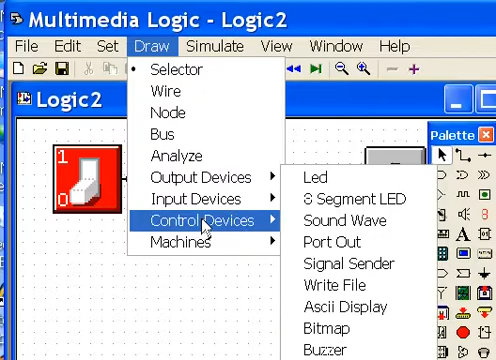 Multimedia Logic - Logic2
File Edit Set Draw Simulate View Window Help
Logic2
Selector
Wire
Node
Bus
Analyze
Output Devices
Input Devices
Control Devices
Machines
Led
8 Segment LED
Sound Wave
Port Out
Signal Sender
Write File
Ascii Display
Bitmap
Buzzer
Palette
A
8
1
0